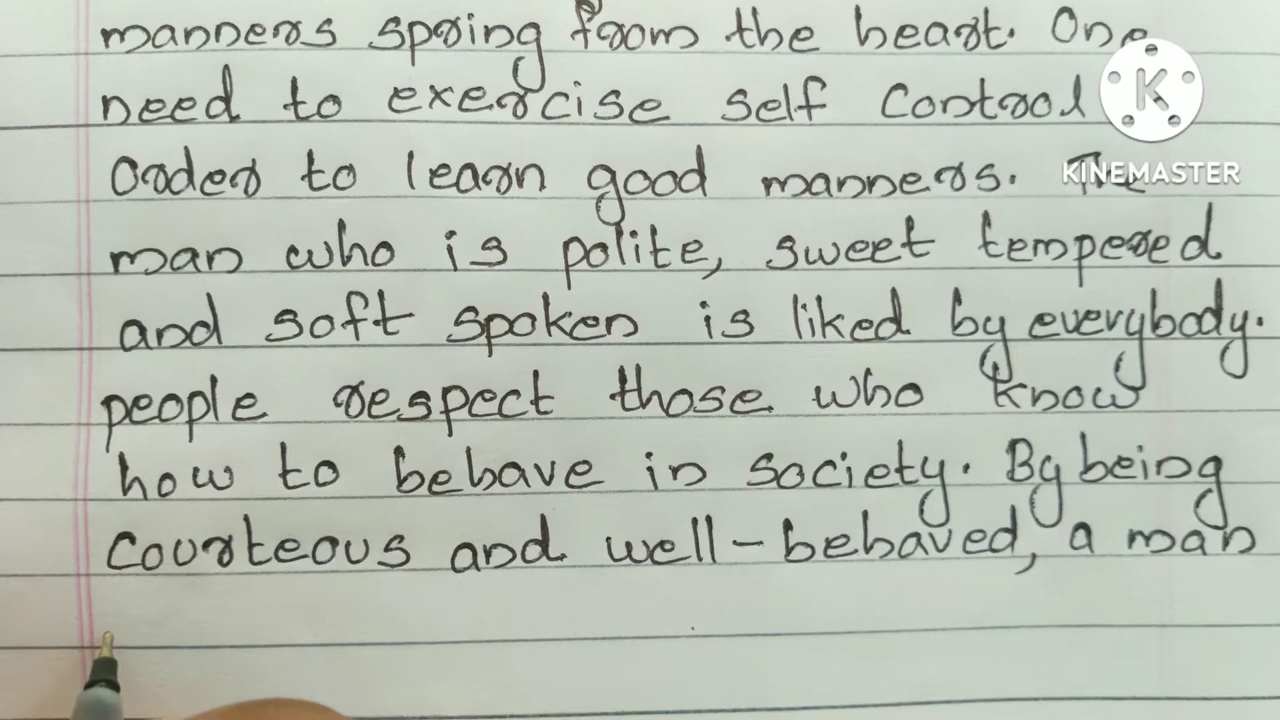 manners spring from the heart. One
need to exercise self control
order to learn good manners. The
man who is polite, sweet tempered
and soft spoken is liked by everybody.
people respect those who know
how to behave in society. By being
courteous and well-behaved, a man
K
KINEMASTER